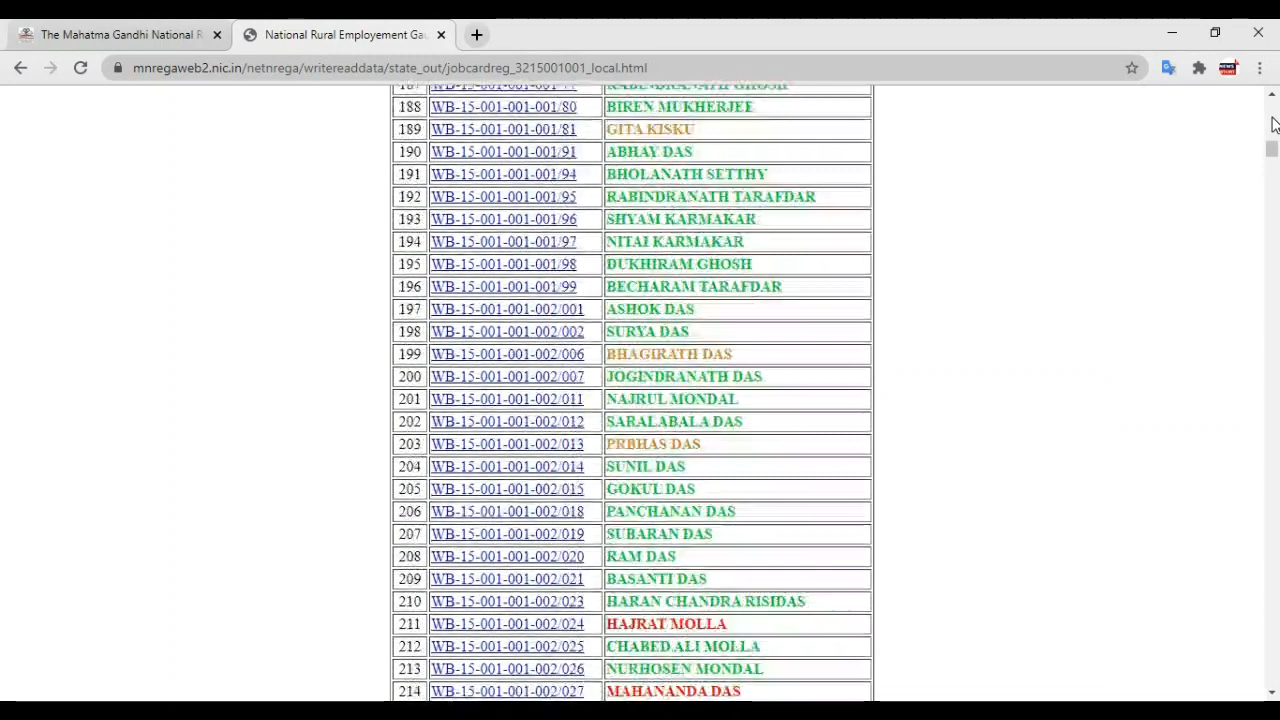 The Mahatma Gandhi National R
National Rural Employement Gau
mnregaweb2.nic.in/netnrega/writereaddata/state_out/jobcardreg_3215001001_local.html
187 WB-15-001-001-001/77 RABINDRANATH GHOSH
188 WB-15-001-001-001/80 BIREN MUKHERJEE
189 WB-15-001-001-001/81 GITA KISKU
190 WB-15-001-001-001/91 ABHAY DAS
191 WB-15-001-001-001/94 BHOLANATH SETTHY
192 WB-15-001-001-001/95 RABINDRANATH TARAFDAR
193 WB-15-001-001-001/96 SHYAM KARMAKAR
194 WB-15-001-001-001/97 NITAI KARMAKAR
195 WB-15-001-001-001/98 DUKHIRAM GHOSH
196 WB-15-001-001-001/99 BECHARAM TARAFDAR
197 WB-15-001-001-002/001 ASHOK DAS
198 WB-15-001-001-002/002 SURYA DAS
199 WB-15-001-001-002/006 BHAGIRATH DAS
200 WB-15-001-001-002/007 JOGINDRANATH DAS
201 WB-15-001-001-002/011 NAJRUL MONDAL
202 WB-15-001-001-002/012 SARALABALA DAS
203 WB-15-001-001-002/013 PRBHAS DAS
204 WB-15-001-001-002/014 SUNIL DAS
205 WB-15-001-001-002/015 GOKUL DAS
206 WB-15-001-001-002/018 PANCHANAN DAS
207 WB-15-001-001-002/019 SUBARAN DAS
208 WB-15-001-001-002/020 RAM DAS
209 WB-15-001-001-002/021 BASANTI DAS
210 WB-15-001-001-002/023 HARAN CHANDRA RISIDAS
211 WB-15-001-001-002/024 HAJRAT MOLLA
212 WB-15-001-001-002/025 CHABED ALI MOLLA
213 WB-15-001-001-002/026 NURHOSEN MONDAL
214 WB-15-001-001-002/027 MAHANANDA DAS